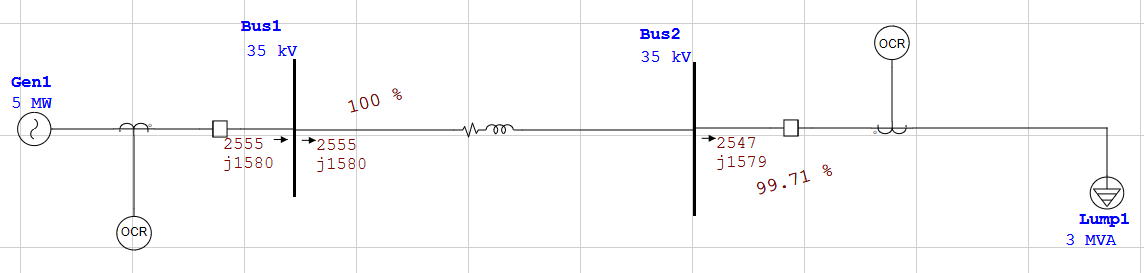 Gen1
5 MW
OCR
2555
j1580
Bus1
35 kV
100 %
2555
j1580
Bus2
35 kV
2547
j1579
99.71 %
OCR
Lump1
3 MVA